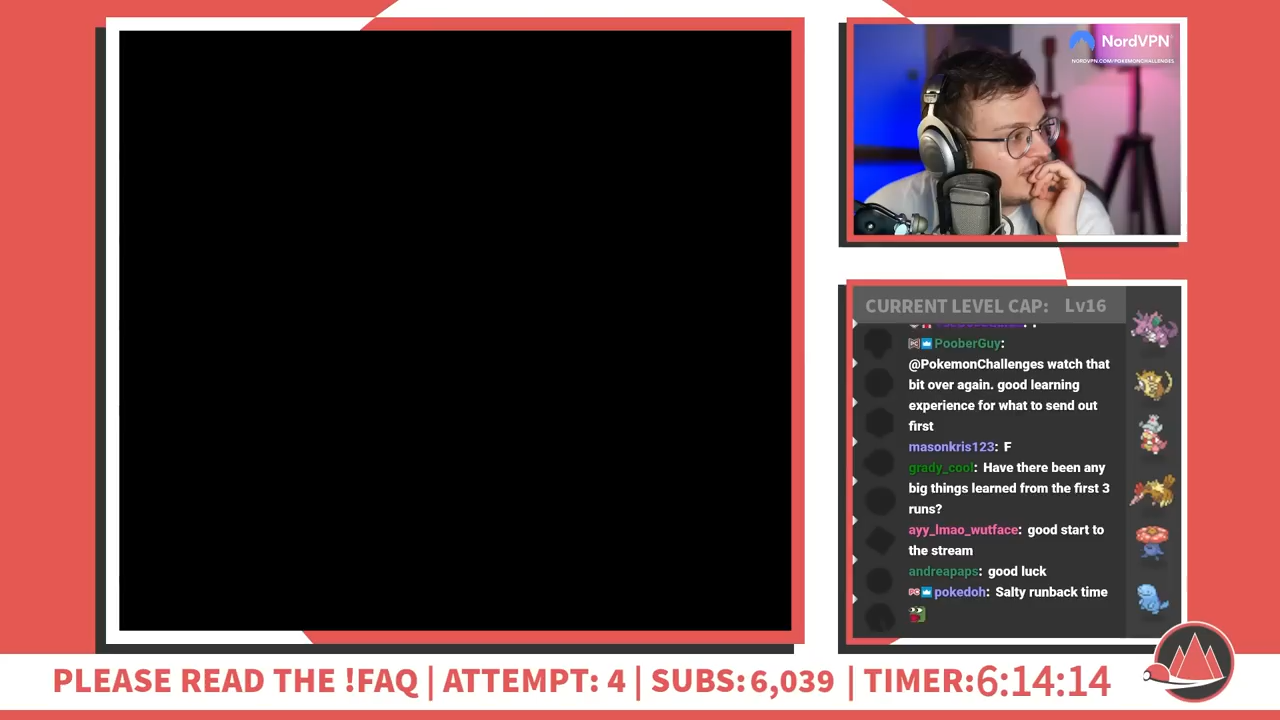 NordVPN
NORDVPN.COM/POKEMONCHALLENGES
CURRENT LEVEL CAP: Lv16
PooberGuy:
@PokemonChallenges watch that
bit over again. good learning
experience for what to send out
first
masonkris123: F
grady_cool: Have there been any
big things learned from the first 3
runs?
ayy_lmao_wutface: good start to
the stream
andreapaps: good luck
pokedoh: Salty runback time
PLEASE READ THE !FAQ | ATTEMPT: 4 | SUBS: 6,039 | TIMER:6:14:14